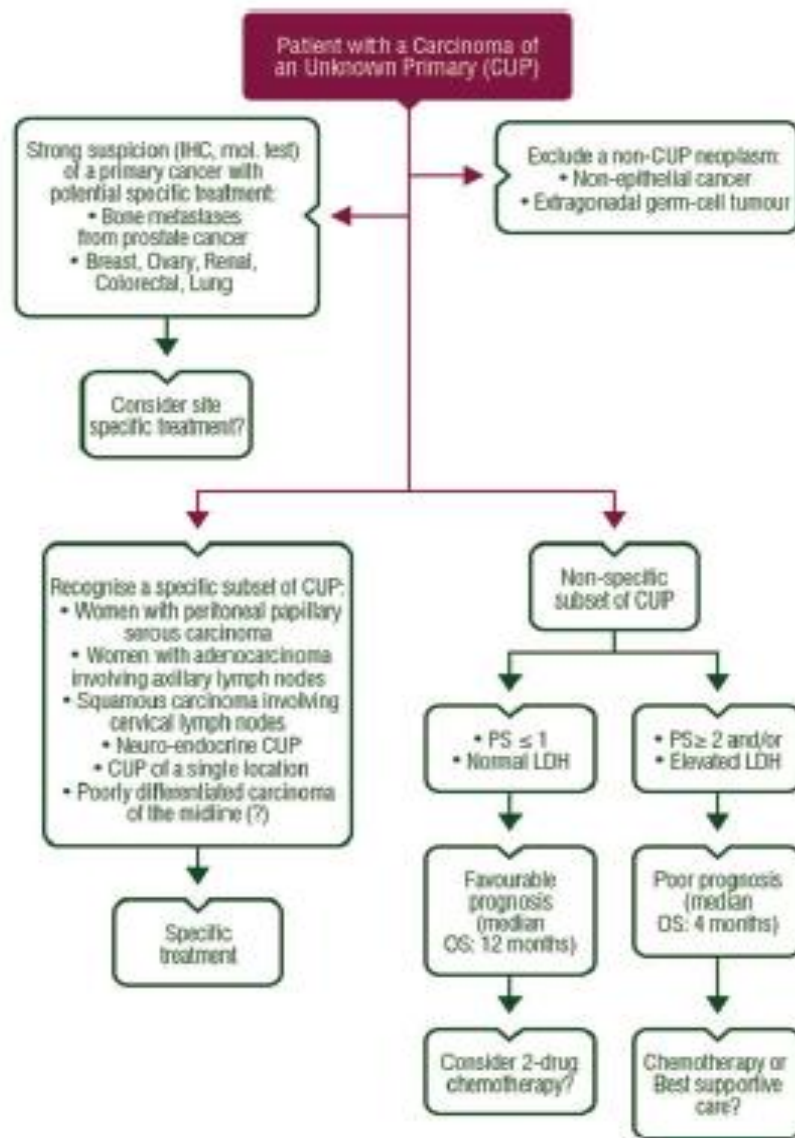 Patient with a Carcinoma of
an Unknown Primary (CUP)
Strong suspicion (IHC, mol. test)
of a primary cancer with
potential specific treatment:
• Bone metastases
from prostate cancer
• Breast, Ovary, Renal,
Colorectal, Lung
Exclude a non-CUP neoplasm:
• Non-epithelial cancer
• Extragonadal germ-cell tumour
Consider site
specific treatment?
Recognise a specific subset of CUP:
• Women with peritoneal papillary
serous carcinoma
• Women with adenocarcinoma
involving axillary lymph nodes
• Squamous carcinoma involving
cervical lymph nodes
• Neuro-endocrine CUP
• CUP of a single location
• Poorly differentiated carcinoma
of the midline (?)
Specific
treatment
Non-specific
subset of CUP
• PS ≤ 1
• Normal LDH
• PS≥ 2 and/or
• Elevated LDH
Favourable
prognosis
(median
OS: 12 months)
Poor prognosis
(median
OS: 4 months)
Consider 2-drug
chemotherapy?
Chemotherapy or
Best supportive
care?